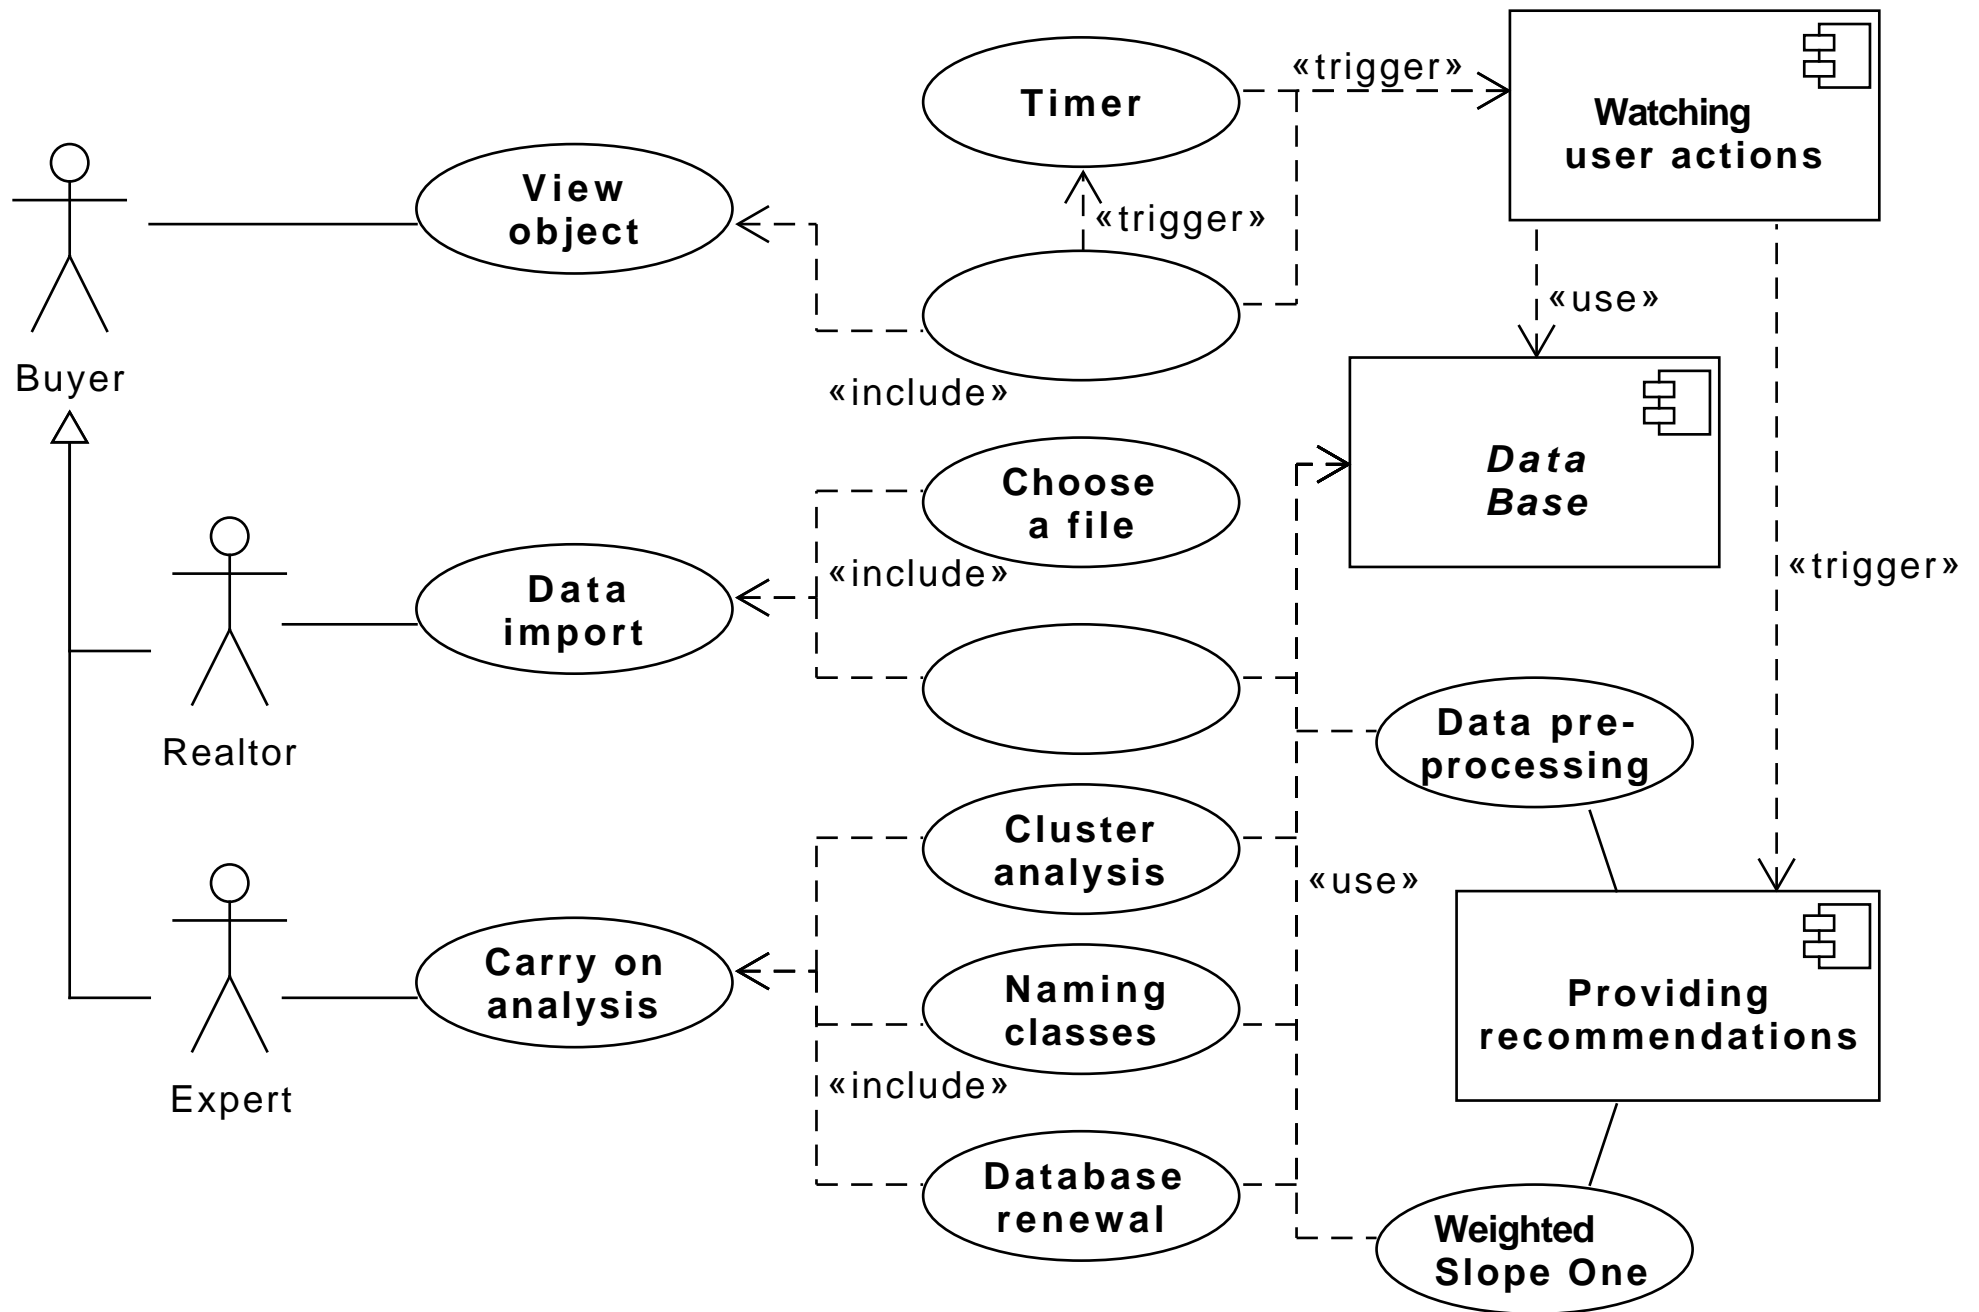 Timer
«trigger»
Watching
user actions
View
object
«trigger»
«use»
Buyer
«include»
Data
Base
Choose
a file
«include»
«trigger»
Data
import
Realtor
Data pre-
processing
Cluster
analysis
«use»
Carry on
analysis
Naming
classes
Providing
recommendations
Expert
«include»
Database
renewal
Weighted
Slope One